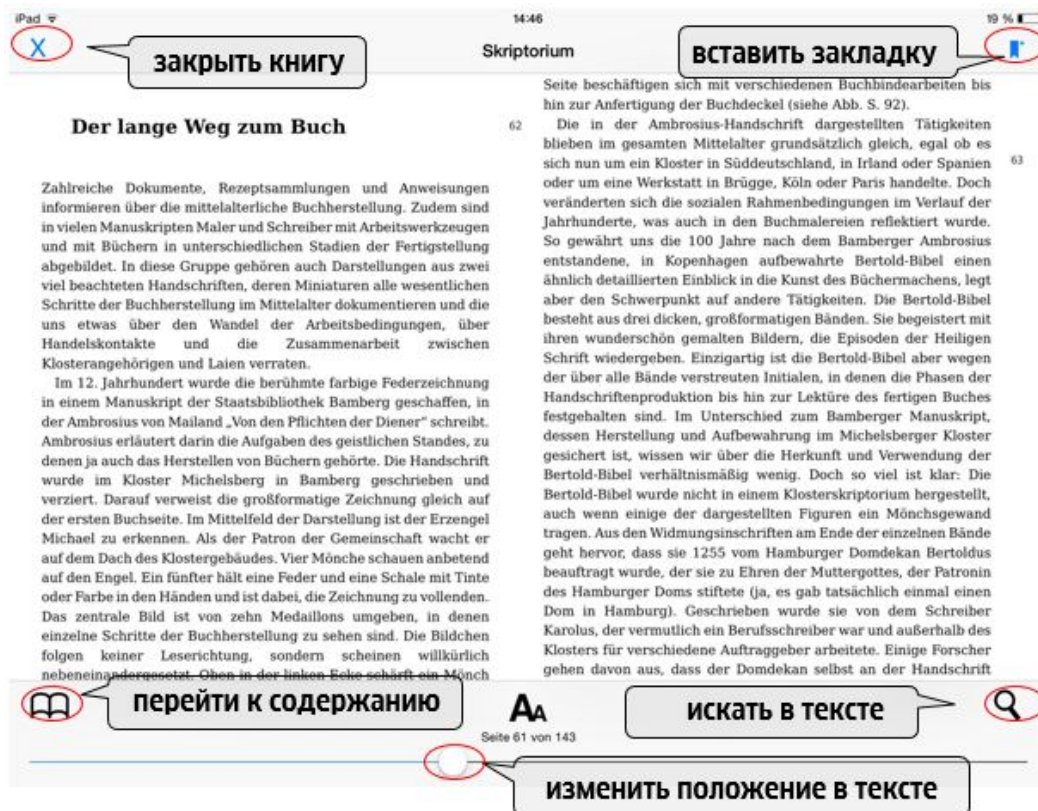 iPad 14:46 19 %
X
закрыть книгу
Skriptorium
вставить закладку
Der lange Weg zum Buch
62
Zahlreiche Dokumente, Rezeptsammlungen und Anweisungen
informieren über die mittelalterliche Buchherstellung. Zudem sind
in vielen Manuskripten Maler und Schreiber mit Arbeitswerkzeugen
und mit Büchern in unterschiedlichen Stadien der Fertigstellung
abgebildet. In diese Gruppe gehören auch Darstellungen aus zwei
viel beachteten Handschriften, deren Miniaturen alle wesentlichen
Schritte der Buchherstellung im Mittelalter dokumentieren und die
uns etwas über den Wandel der Arbeitsbedingungen, über
Handelskontakte und die Zusammenarbeit zwischen
Klosterangehörigen und Laien verraten.
Im 12. Jahrhundert wurde die berühmte farbige Federzeichnung
in einem Manuskript der Staatsbibliothek Bamberg geschaffen, in
der Ambrosius von Mailand „Von den Pflichten der Diener“ schreibt.
Ambrosius erläutert darin die Aufgaben des geistlichen Standes, zu
denen ja auch das Herstellen von Büchern gehörte. Die Handschrift
wurde im Kloster Michelsberg in Bamberg geschrieben und
verziert. Darauf verweist die großformatige Zeichnung gleich auf
der ersten Buchseite. Im Mittelfeld der Darstellung ist der Erzengel
Michael zu erkennen. Als der Patron der Gemeinschaft wacht er
auf dem Dach des Klostergebäudes. Vier Mönche schauen anbetend
auf den Engel. Ein fünfter hält eine Feder und eine Schale mit Tinte
oder Farbe in den Händen und ist dabei, die Zeichnung zu vollenden.
Das zentrale Bild ist von zehn Medaillons umgeben, in denen
einzelne Schritte der Buchherstellung zu sehen sind. Die Bildchen
folgen keiner Leserichtung, sondern scheinen willkürlich
nebeneinandergesetzt. Oben in der linken Ecke schärft ein Mönch
Seite beschäftigen sich mit verschiedenen Buchbindearbeiten bis
hin zur Anfertigung der Buchdeckel (siehe Abb. S. 92).
Die in der Ambrosius-Handschrift dargestellten Tätigkeiten
blieben im gesamten Mittelalter grundsätzlich gleich, egal ob es
sich nun um ein Kloster in Süddeutschland, in Irland oder Spanien
63
oder um eine Werkstatt in Brügge, Köln oder Paris handelte. Doch
veränderten sich die sozialen Rahmenbedingungen im Verlauf der
Jahrhunderte, was auch in den Buchmalereien reflektiert wurde.
So gewährt uns die 100 Jahre nach dem Bamberger Ambrosius
entstandene, in Kopenhagen aufbewahrte Bertold-Bibel einen
ähnlich detaillierten Einblick in die Kunst des Büchermachens, legt
aber den Schwerpunkt auf andere Tätigkeiten. Die Bertold-Bibel
besteht aus drei dicken, großformatigen Bänden. Sie begeistert mit
ihren wunderschön gemalten Bildern, die Episoden der Heiligen
Schrift wiedergeben. Einzigartig ist die Bertold-Bibel aber wegen
der über alle Bände verstreuten Initialen, in denen die Phasen der
Handschriftenproduktion bis hin zur Lektüre des fertigen Buches
festgehalten sind. Im Unterschied zum Bamberger Manuskript,
dessen Herstellung und Aufbewahrung im Michelsberger Kloster
gesichert ist, wissen wir über die Herkunft und Verwendung der
Bertold-Bibel verhältnismäßig wenig. Doch so viel ist klar: Die
Bertold-Bibel wurde nicht in einem Klosterskriptorium hergestellt,
auch wenn einige der dargestellten Figuren ein Mönchsgewand
tragen. Aus den Widmungsinschriften am Ende der einzelnen Bände
geht hervor, dass sie 1255 vom Hamburger Domdekan Bertoldus
beauftragt wurde, der sie zu Ehren der Muttergottes, der Patronin
des Hamburger Doms stiftete (ja, es gab tatsächlich einmal einen
Dom in Hamburg). Geschrieben wurde sie von dem Schreiber
Karolus, der vermutlich ein Berufsschreiber war und außerhalb des
Klosters für verschiedene Auftraggeber arbeitete. Einige Forscher
gehen davon aus, dass der Domdekan selbst an der Handschrift
перейти к содержанию
AA
искать в тексте
Seite 61 von 143
изменить положение в тексте